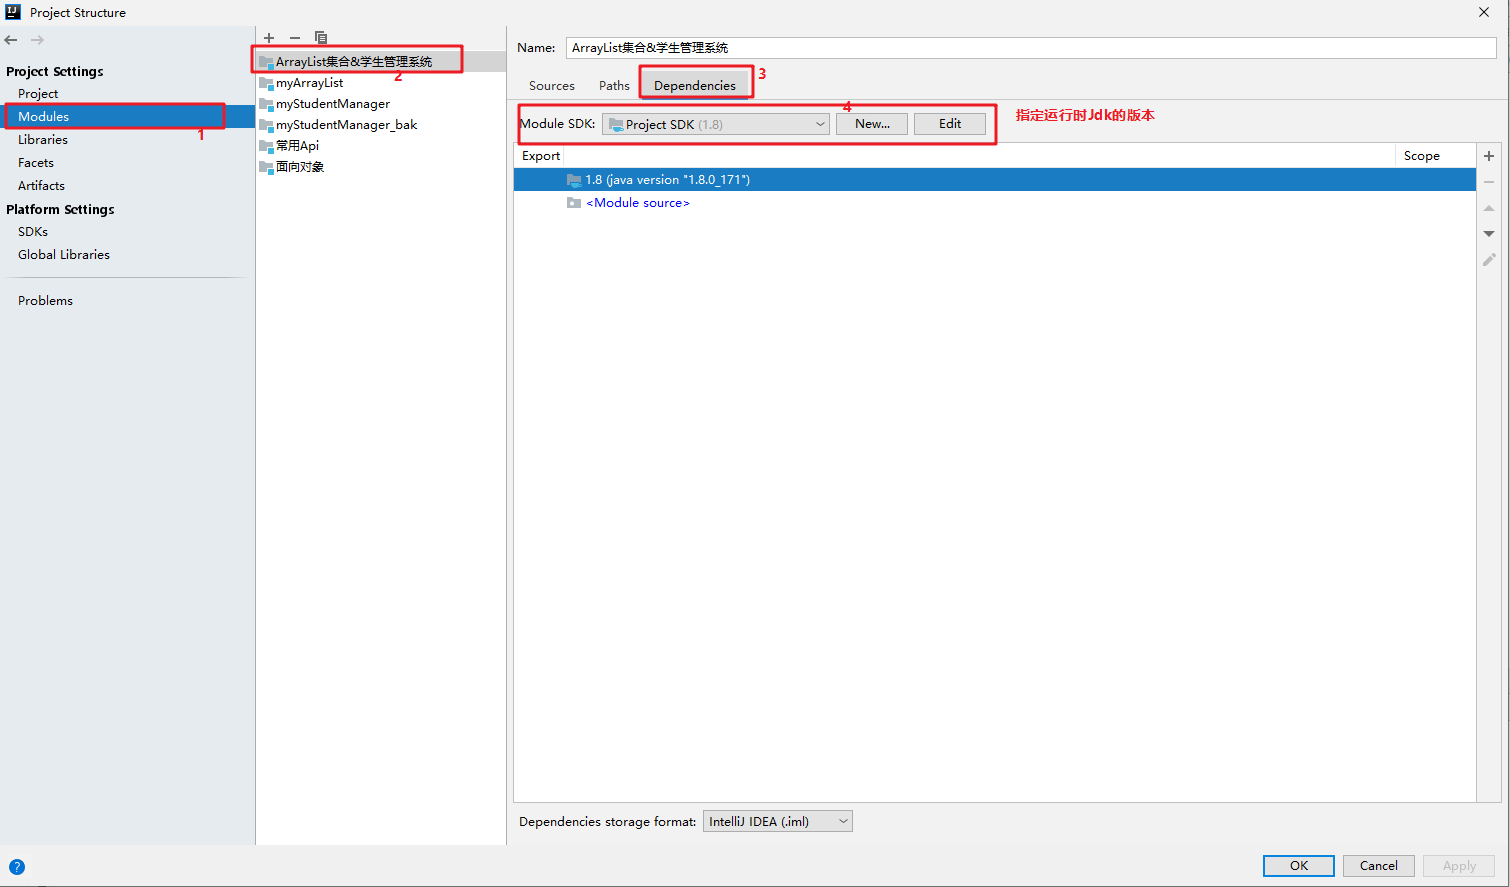 Project Structure
Project Settings
Project
Modules
1
Libraries
Facets
Artifacts
Platform Settings
SDKs
Global Libraries
Problems
ArrayList集合&学生管理系统
2
myArrayList
myStudentManager
myStudentManager_bak
常用Api
面向对象
Name: ArrayList集合&学生管理系统
Sources Paths Dependencies 3
4
Module SDK: Project SDK (1.8) New... Edit 指定运行时Jdk的版本
Export Scope
1.8 (java version "1.8.0_171")
<Module source>
Dependencies storage format: IntelliJ IDEA (.iml)
? OK Cancel Apply